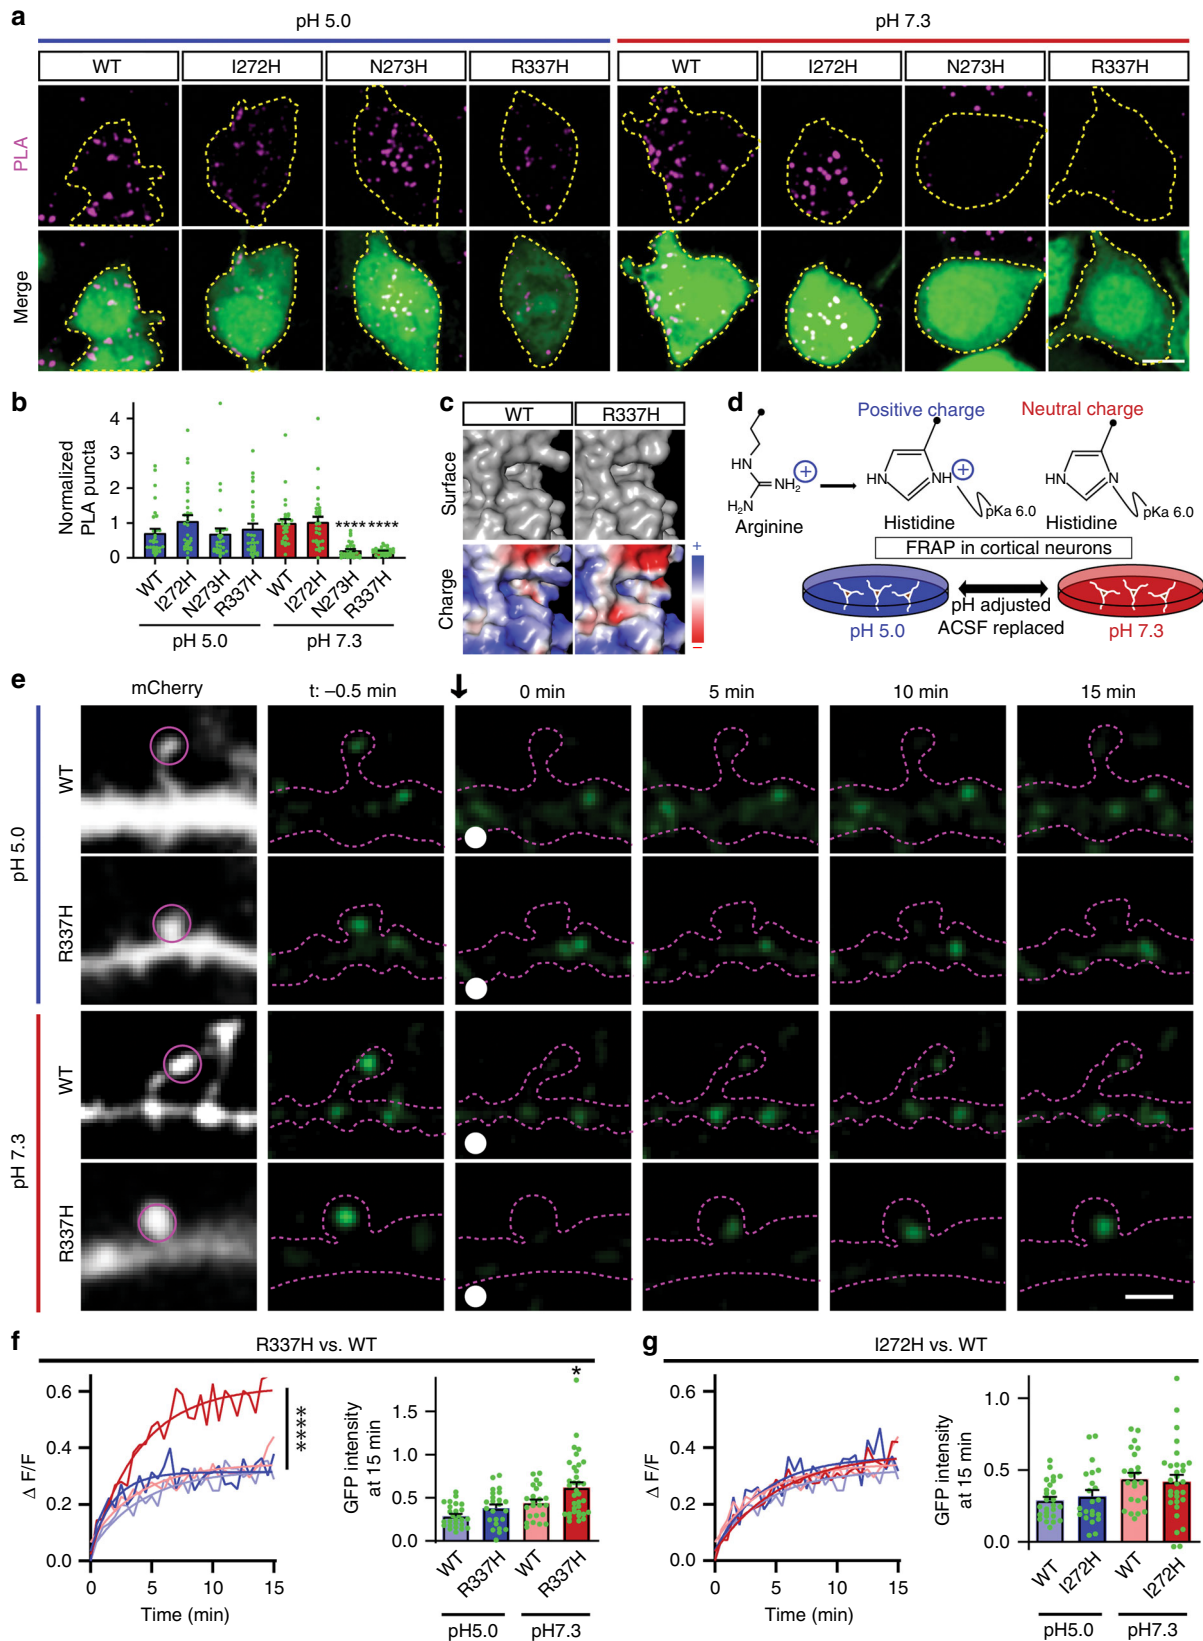 a
pH 5.0
pH 7.3
WT
I272H
N273H
R337H
WT
I272H
N273H
R337H
PLA
Merge
b
Normalized
PLA puncta
4
3
2
1
0
****
****
WT
I272H
N273H
R337H
WT
I272H
N273H
R337H
pH 5.0
pH 7.3
c
WT
R337H
Surface
Charge
+
−
d
Positive charge
Neutral charge
HN
NH2
+
H2N
Arginine
HN
NH
+
pKa 6.0
Histidine
HN
N
pKa 6.0
Histidine
FRAP in cortical neurons
pH adjusted
ACSF replaced
pH 5.0
pH 7.3
e
mCherry
t: −0.5 min
0 min
5 min
10 min
15 min
pH 5.0
WT
R337H
pH 7.3
WT
R337H
f
R337H vs. WT
Δ F/F
0.6
0.4
0.2
0.0
0
5
10
15
Time (min)
****
GFP intensity
at 15 min
1.5
1.0
0.5
0.0
*
WT
R337H
WT
R337H
pH5.0
pH7.3
g
I272H vs. WT
Δ F/F
0.6
0.4
0.2
0.0
0
5
10
15
Time (min)
GFP intensity
at 15 min
1.0
0.5
0.0
WT
I272H
WT
I272H
pH5.0
pH7.3